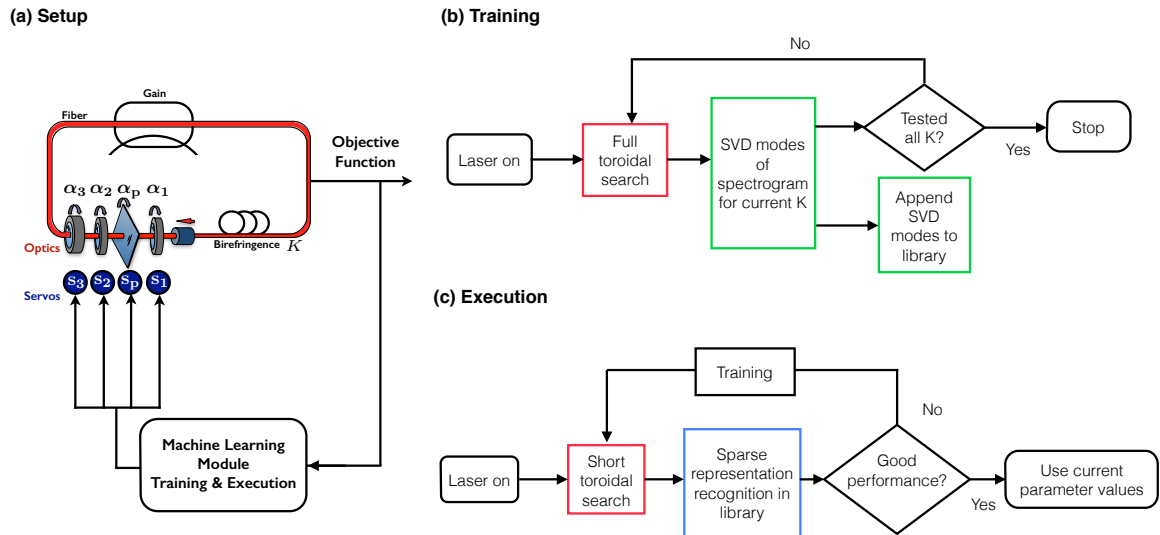 (a) Setup
Gain
Fiber
Objective
Function
α₃ α₂ αₚ α₁
Birefringence
K
Optics
Servos
s₃ s₂ sₚ s₁
Machine Learning
Module
Training & Execution
(b) Training
No
Laser on
Full
toroidal
search
SVD modes
of
spectrogram
for current K
Tested
all K?
Yes
Stop
Append
SVD
modes to
library
(c) Execution
Training
No
Laser on
Short
toroidal
search
Sparse
representation
recognition in
library
Good
performance?
Yes
Use current
parameter values